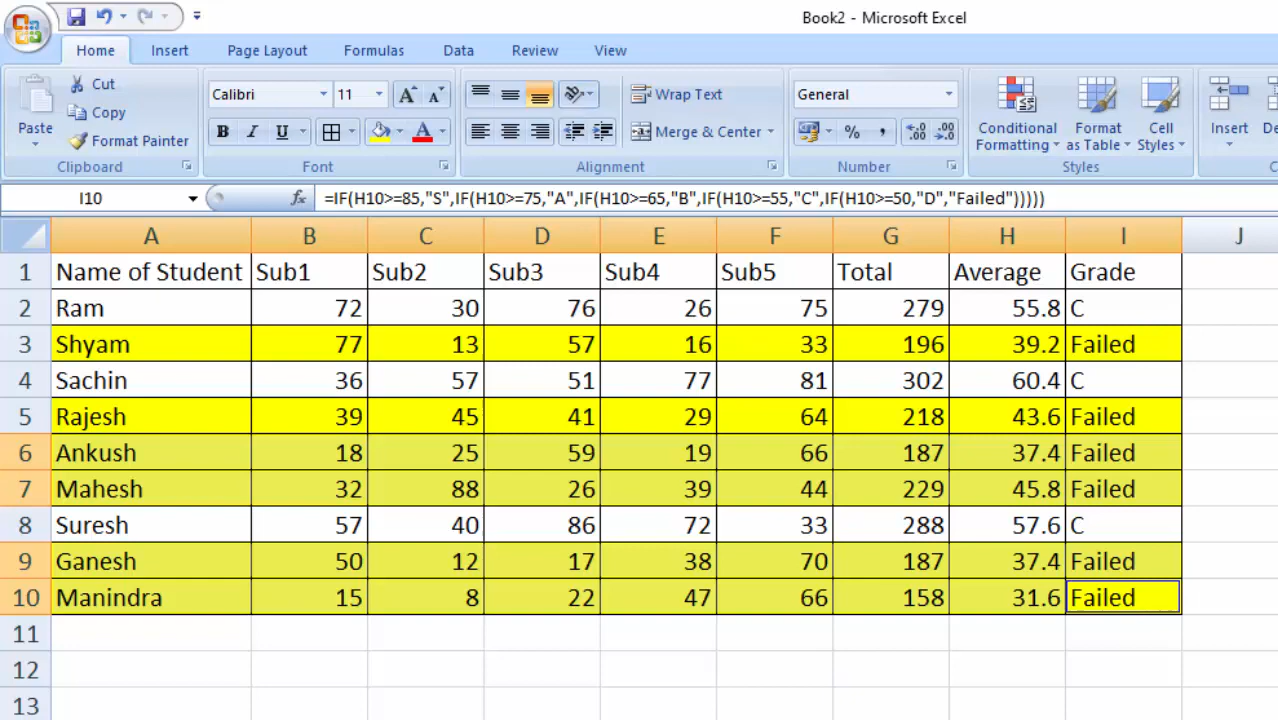 Book2 - Microsoft Excel
Home Insert Page Layout Formulas Data Review View
Paste Cut Copy Format Painter Clipboard
Calibri 11 A A B I U A Font
Wrap Text Merge & Center Alignment
General % , .00 .00 Number
Conditional Formatting Format as Table Cell Styles Styles
Insert
I10 fx =IF(H10>=85,"S",IF(H10>=75,"A",IF(H10>=65,"B",IF(H10>=55,"C",IF(H10>=50,"D","Failed")))))
A B C D E F G H I J
1 Name of Student Sub1 Sub2 Sub3 Sub4 Sub5 Total Average Grade
2 Ram 72 30 76 26 75 279 55.8 C
3 Shyam 77 13 57 16 33 196 39.2 Failed
4 Sachin 36 57 51 77 81 302 60.4 C
5 Rajesh 39 45 41 29 64 218 43.6 Failed
6 Ankush 18 25 59 19 66 187 37.4 Failed
7 Mahesh 32 88 26 39 44 229 45.8 Failed
8 Suresh 57 40 86 72 33 288 57.6 C
9 Ganesh 50 12 17 38 70 187 37.4 Failed
10 Manindra 15 8 22 47 66 158 31.6 Failed
11
12
13